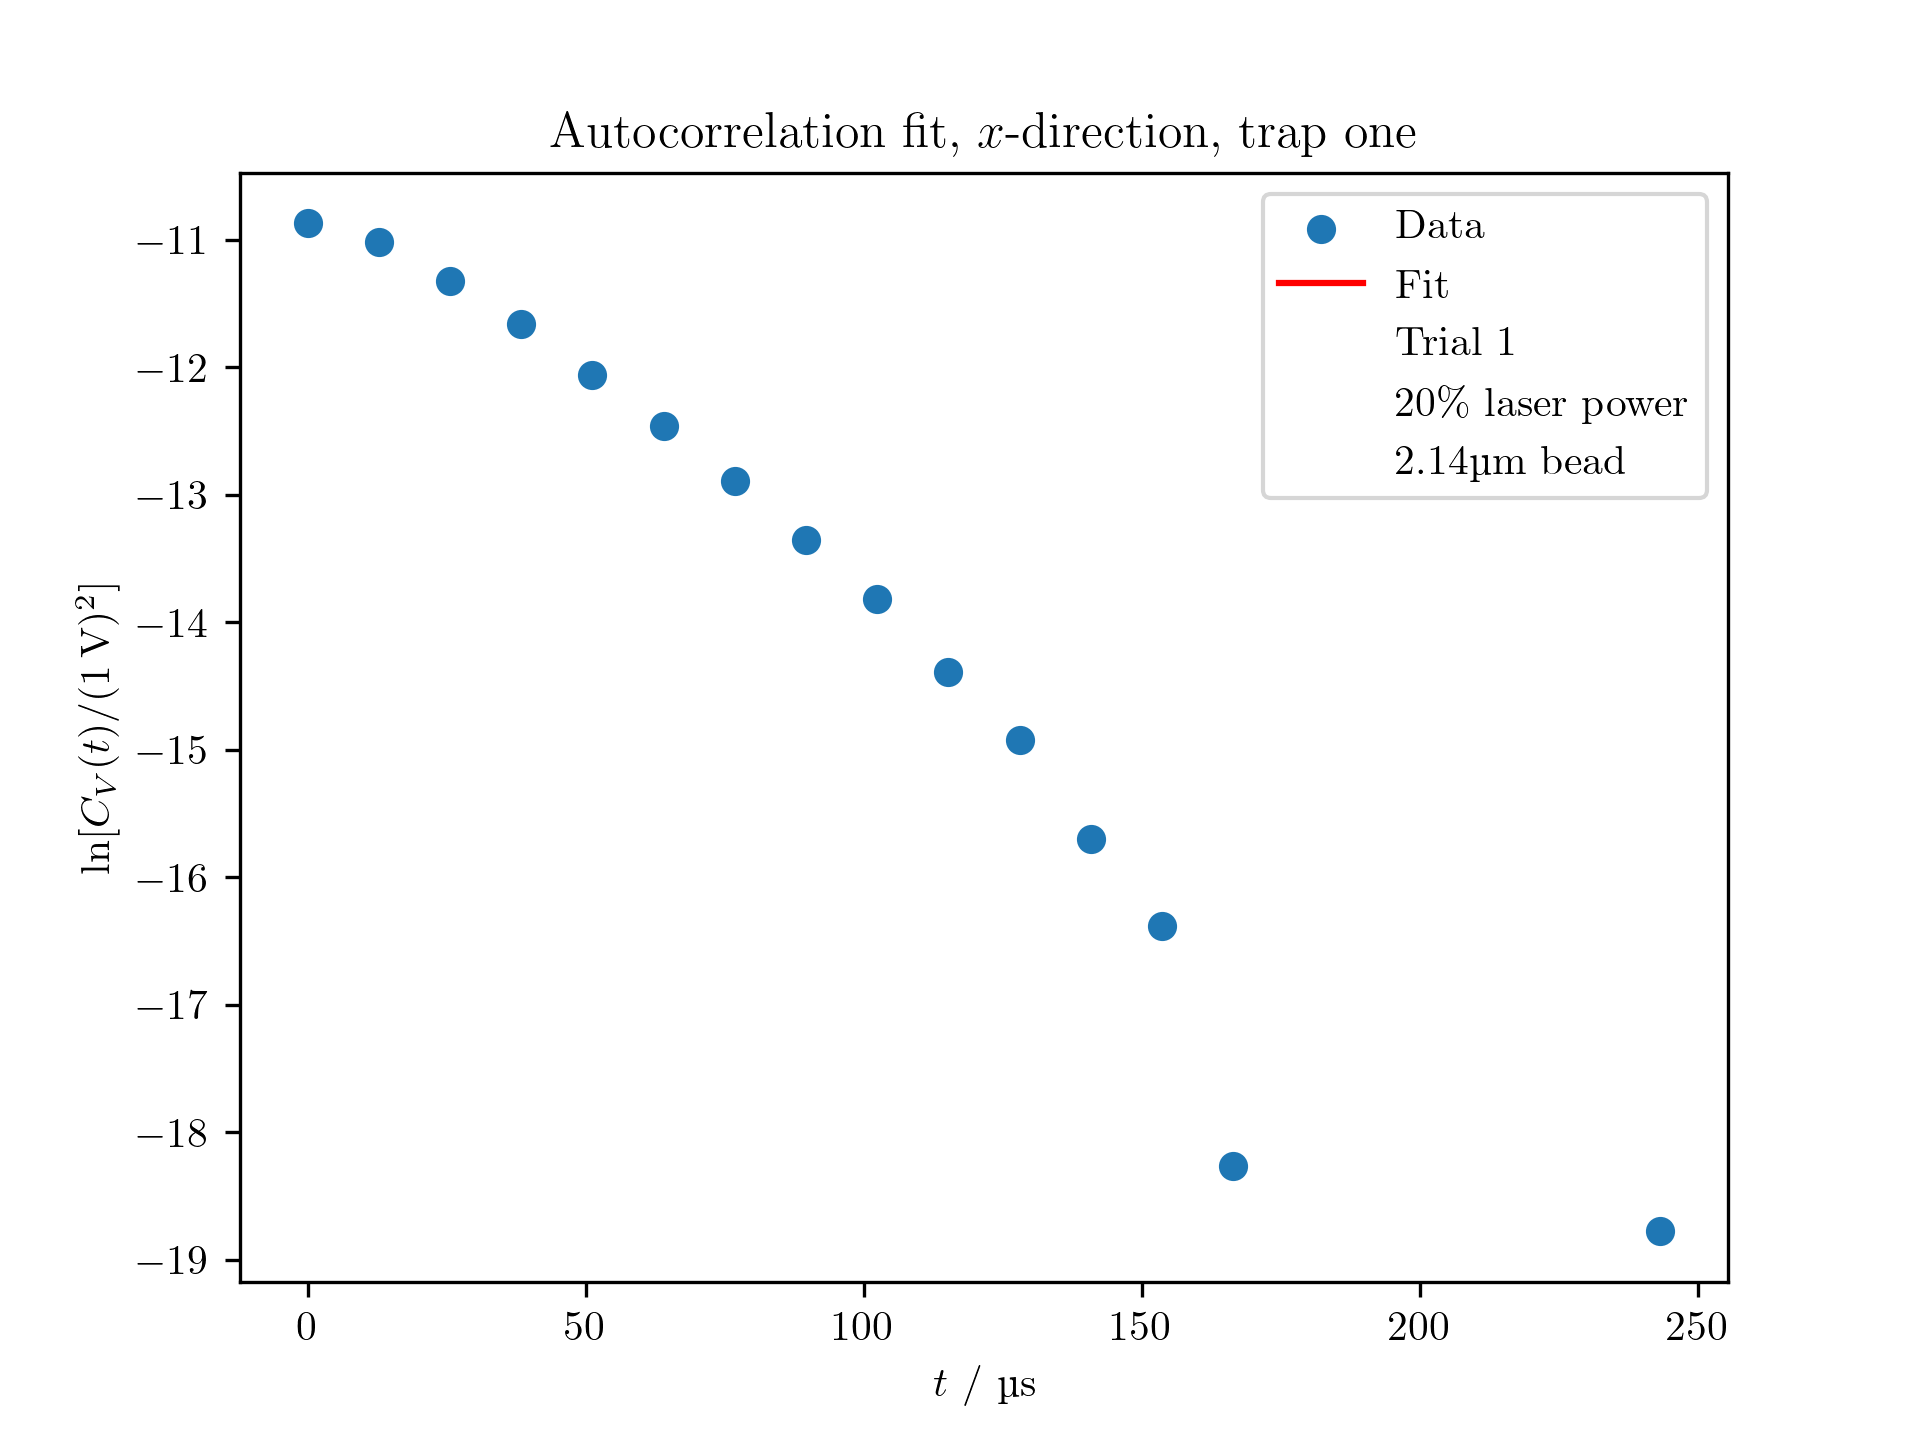 Autocorrelation fit, x-direction, trap one
Data
Fit
Trial 1
20% laser power
2.14µm bead
ln[C_V(t)/(1 V)²]
−11
−12
−13
−14
−15
−16
−17
−18
−19
0 50 100 150 200 250
t / µs